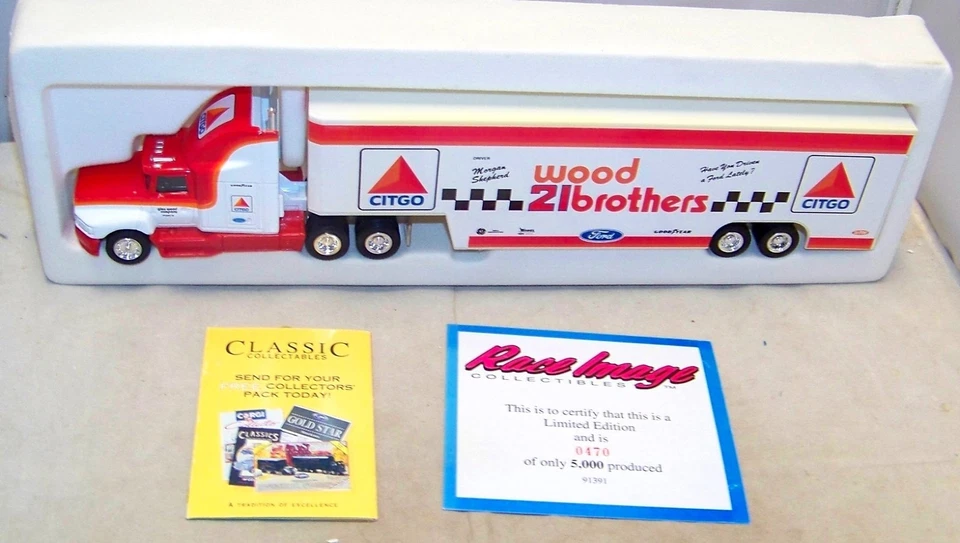 CITGO
DRIVER
Morgan
Shepherd
wood
21brothers
Have You Driven
a Ford Lately?
CITGO
Ford
GOODYEAR
CLASSIC
COLLECTABLES
SEND FOR YOUR
COLLECTORS'
PACK TODAY!
CORGI
CLASSICS
GOLD STAR
A TRADITION OF EXCELLENCE
Race Image
COLLECTIBLES ™
This is to certify that this is a
Limited Edition
and is
0470
of only 5,000 produced
91391